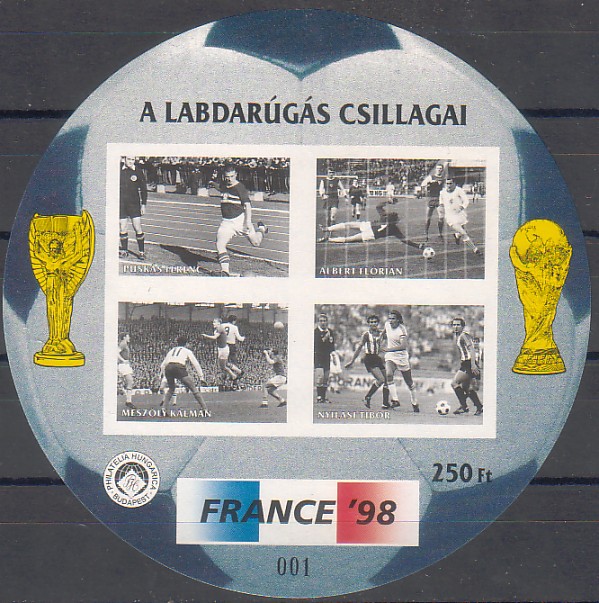 A LABDARÚGÁS CSILLAGAI
PUSKÁS FERENC
ALBERT FLÓRIÁN
MÉSZÖLY KÁLMÁN
NYILASI TIBOR
PHILATELIA HUNGARICA
BUDAPEST
250 Ft
FRANCE '98
001